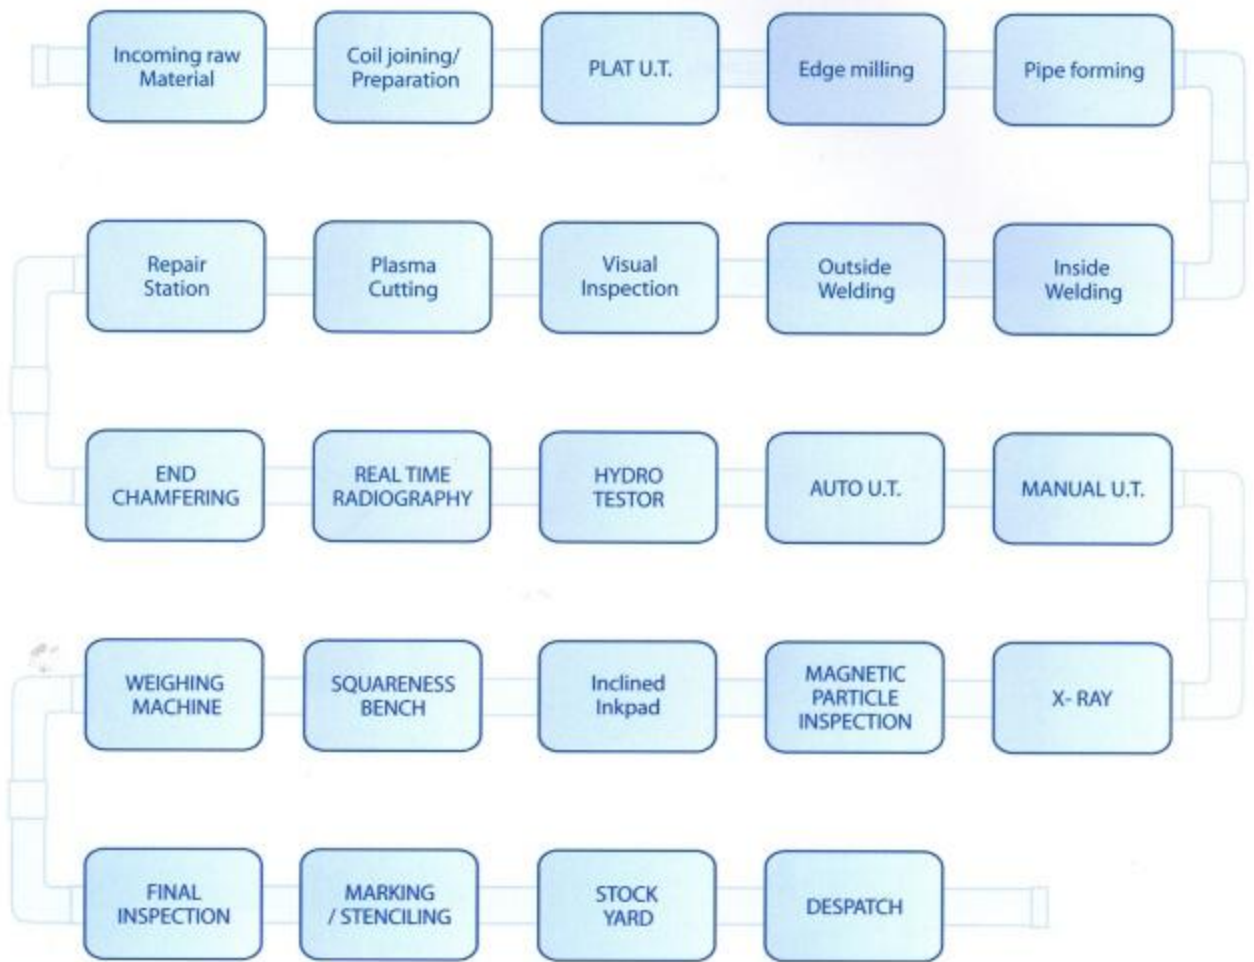 Incoming raw
Material
Coil joining/
Preparation
PLAT U.T.
Edge milling
Pipe forming
Repair
Station
Plasma
Cutting
Visual
Inspection
Outside
Welding
Inside
Welding
END
CHAMFERING
REAL TIME
RADIOGRAPHY
HYDRO
TESTOR
AUTO U.T.
MANUAL U.T.
WEIGHING
MACHINE
SQUARENESS
BENCH
Inclined
Inkpad
MAGNETIC
PARTICLE
INSPECTION
X- RAY
FINAL
INSPECTION
MARKING
/ STENCILING
STOCK
YARD
DESPATCH